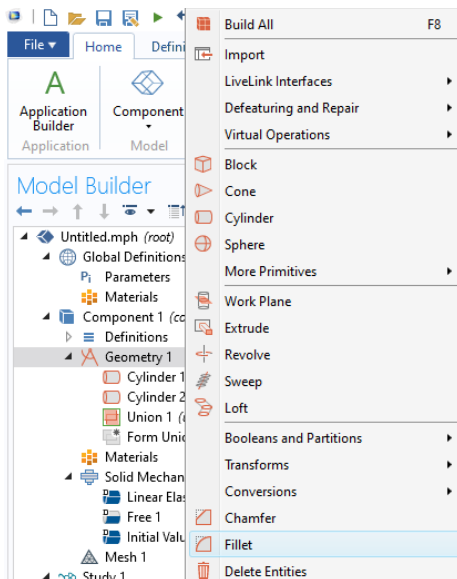 File
Home
Defini
Application
Builder
Component
Application
Model
Model Builder
Untitled.mph (root)
Global Definitions
Pi Parameters
Materials
Component 1 (co
Definitions
Geometry 1
Cylinder 1
Cylinder 2
Union 1 (
Form Unio
Materials
Solid Mechan
Linear Elas
Free 1
Initial Valu
Mesh 1
Study 1
Build All F8
Import
LiveLink Interfaces
Defeaturing and Repair
Virtual Operations
Block
Cone
Cylinder
Sphere
More Primitives
Work Plane
Extrude
Revolve
Sweep
Loft
Booleans and Partitions
Transforms
Conversions
Chamfer
Fillet
Delete Entities